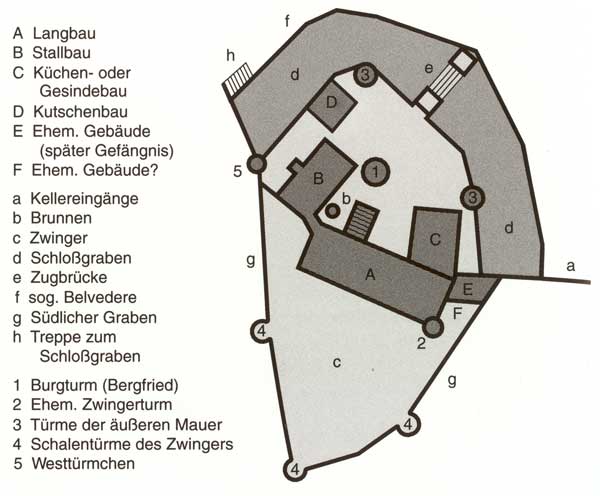 A Langbau
B Stallbau
C Küchen- oder
Gesindebau
D Kutschenbau
E Ehem. Gebäude
(später Gefängnis)
F Ehem. Gebäude?
a Kellereingänge
b Brunnen
c Zwinger
d Schloßgraben
e Zugbrücke
f sog. Belvedere
g Südlicher Graben
h Treppe zum
Schloßgraben
1 Burgturm (Bergfried)
2 Ehem. Zwingerturm
3 Türme der äußeren Mauer
4 Schalentürme des Zwingers
5 Westtürmchen
f
h
d
3
e
D
5
B
1
b
3
C
d
g
A
E
a
F
4
2
c
g
4
4